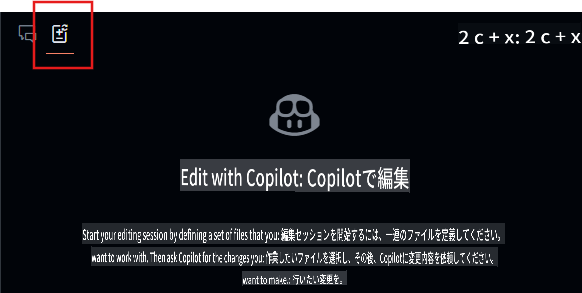 2 c + x: 2 c + x
Edit with Copilot: Copilotで編集
Start your editing session by defining a set of files that you: 編集セッションを開始するには、一連のファイルを定義してください。
want to work with. Then ask Copilot for the changes you: 作業したいファイルを選択し、その後、Copilotに変更内容を依頼してください。
want to make.: 行いたい変更を。